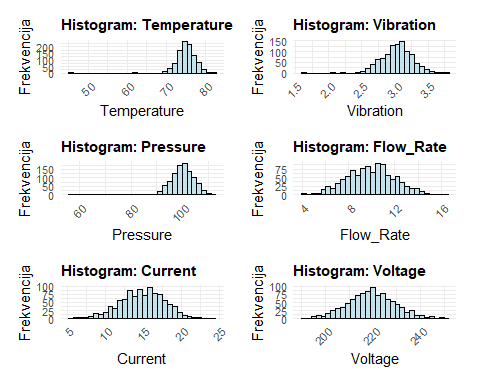 Histogram: Temperature
Frekvencija
200
150
100
50
0
50
60
70
80
Temperature
Histogram: Vibration
Frekvencija
150
100
50
0
1.5
2.0
2.5
3.0
3.5
Vibration
Histogram: Pressure
Frekvencija
150
100
50
0
60
80
100
Pressure
Histogram: Flow_Rate
Frekvencija
75
50
25
0
4
8
12
16
Flow_Rate
Histogram: Current
Frekvencija
100
75
50
25
0
5
10
15
20
25
Current
Histogram: Voltage
Frekvencija
100
75
50
25
0
200
220
240
Voltage